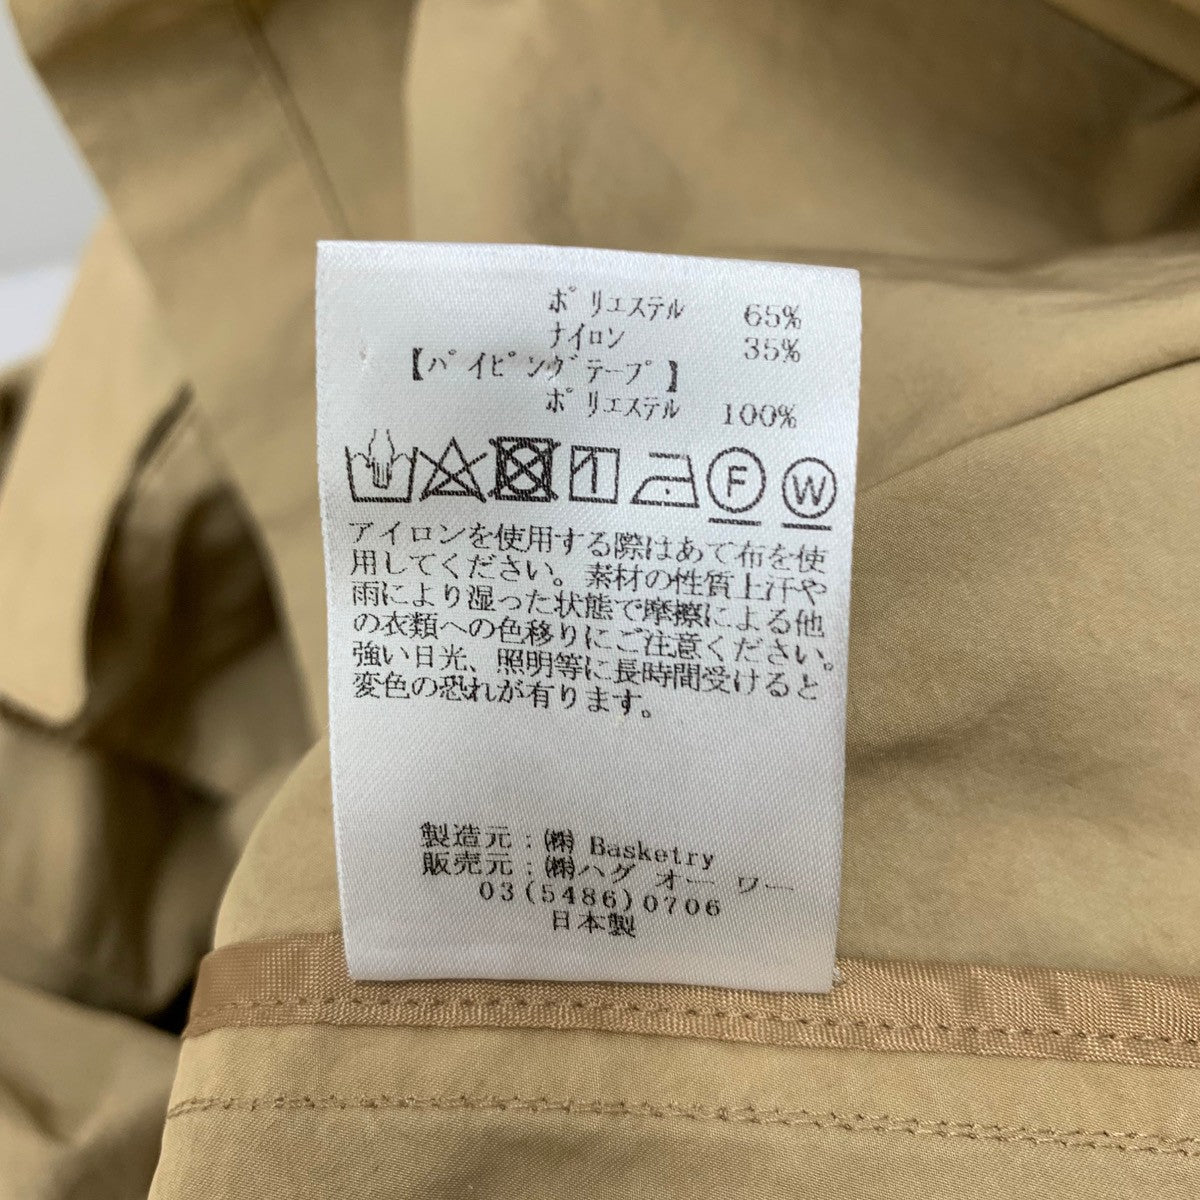 ポリエステル 65%
ナイロン 35%
【パイピングテープ】
ポリエステル 100%
F W
アイロンを使用する際はあて布を使
用してください。素材の性質上汗や
雨により湿った状態で摩擦による他
の衣類への色移りにご注意ください。
強い日光、照明等に長時間受けると
変色の恐れが有ります。
製造元:㈱ Basketry
販売元:㈱ハグ オー ワー
03(5486)0706
日本製